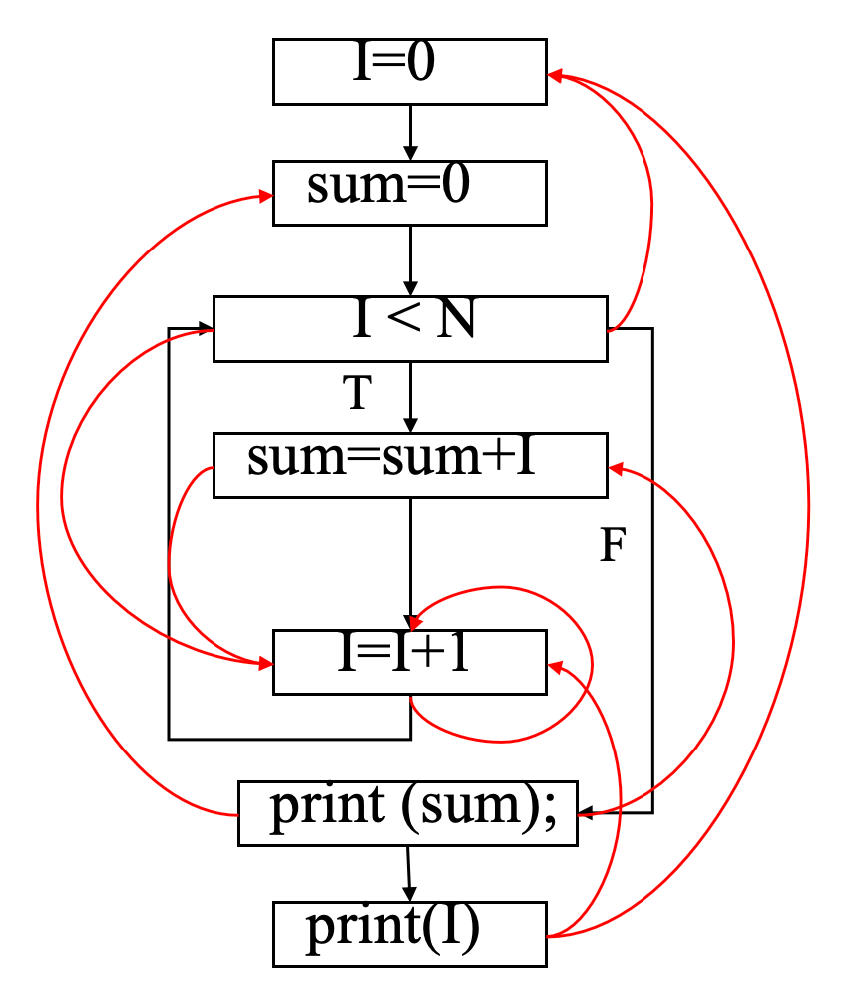 I=0
sum=0
I < N
T
sum=sum+I
F
I=I+1
print (sum);
print(I)